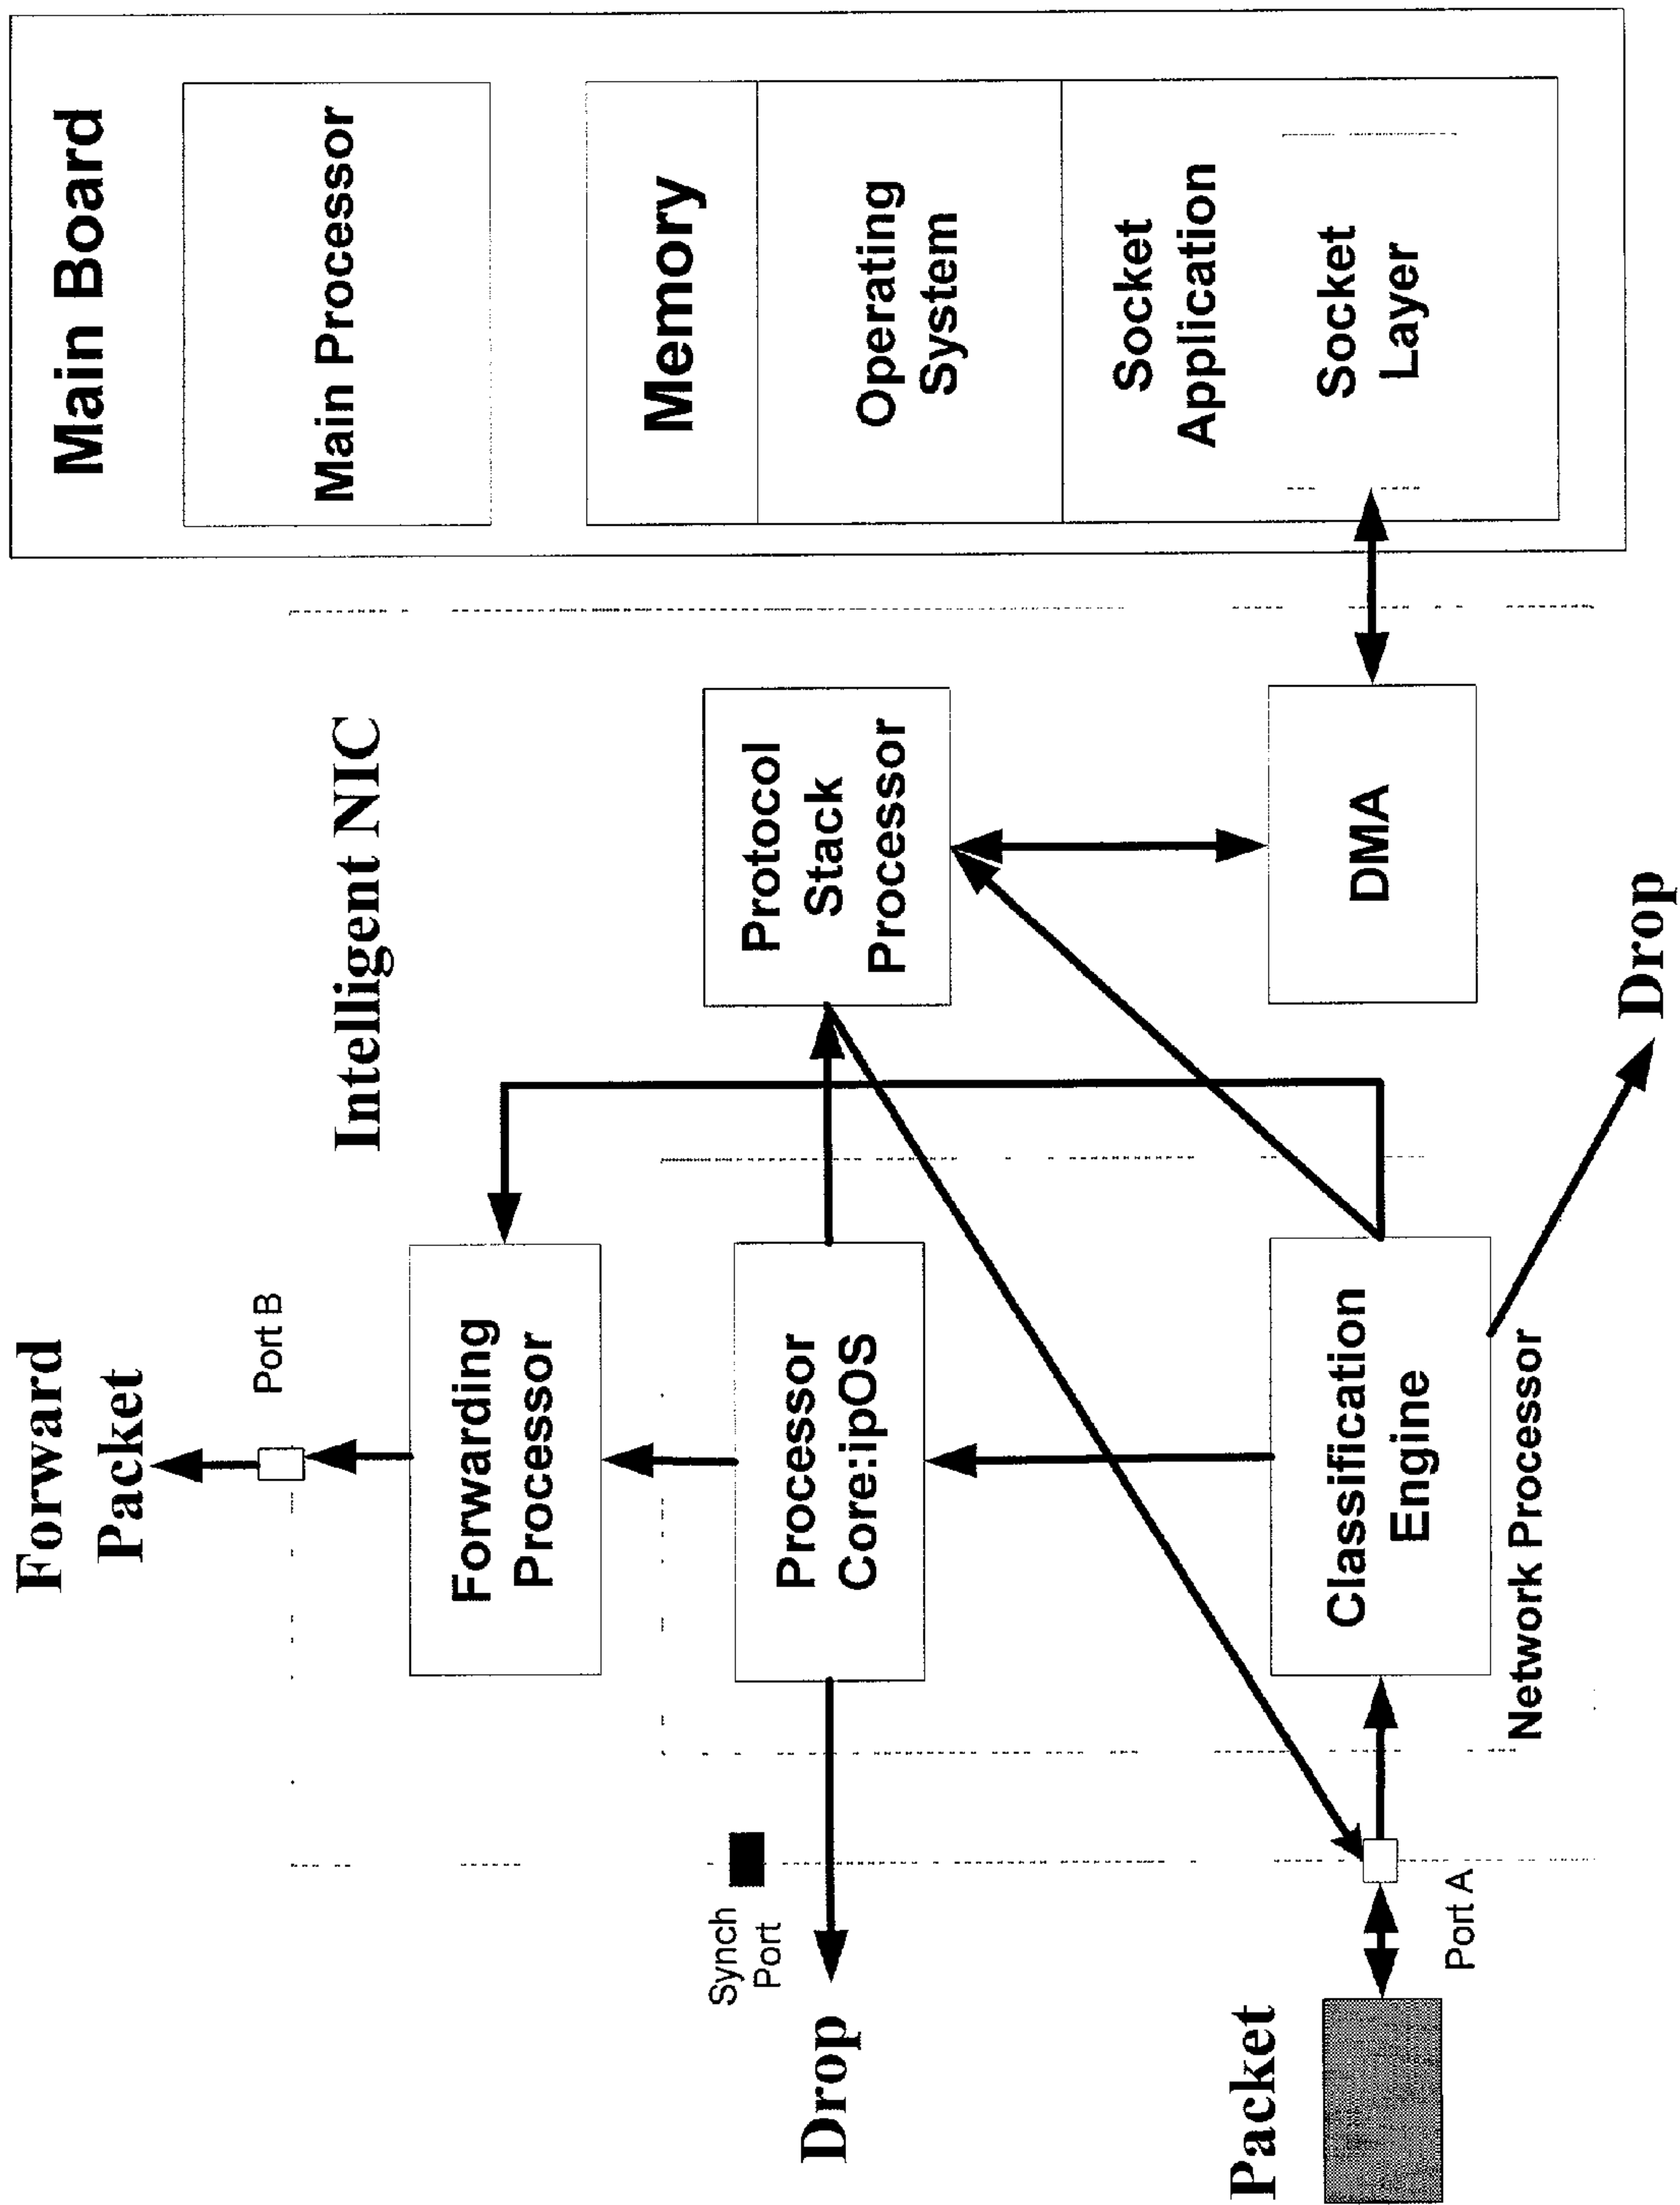 Main Board
Main Processor
Memory
Operating
System
Socket
Application
Socket
Layer
Intelligent NIC
Protocol
Stack
Processor
DMA
Drop
Forward
Packet
Port B
Forwarding
Processor
Processor
Core:ipOS
Classification
Engine
Network Processor
Synch
Port
Drop
Port A
Packet